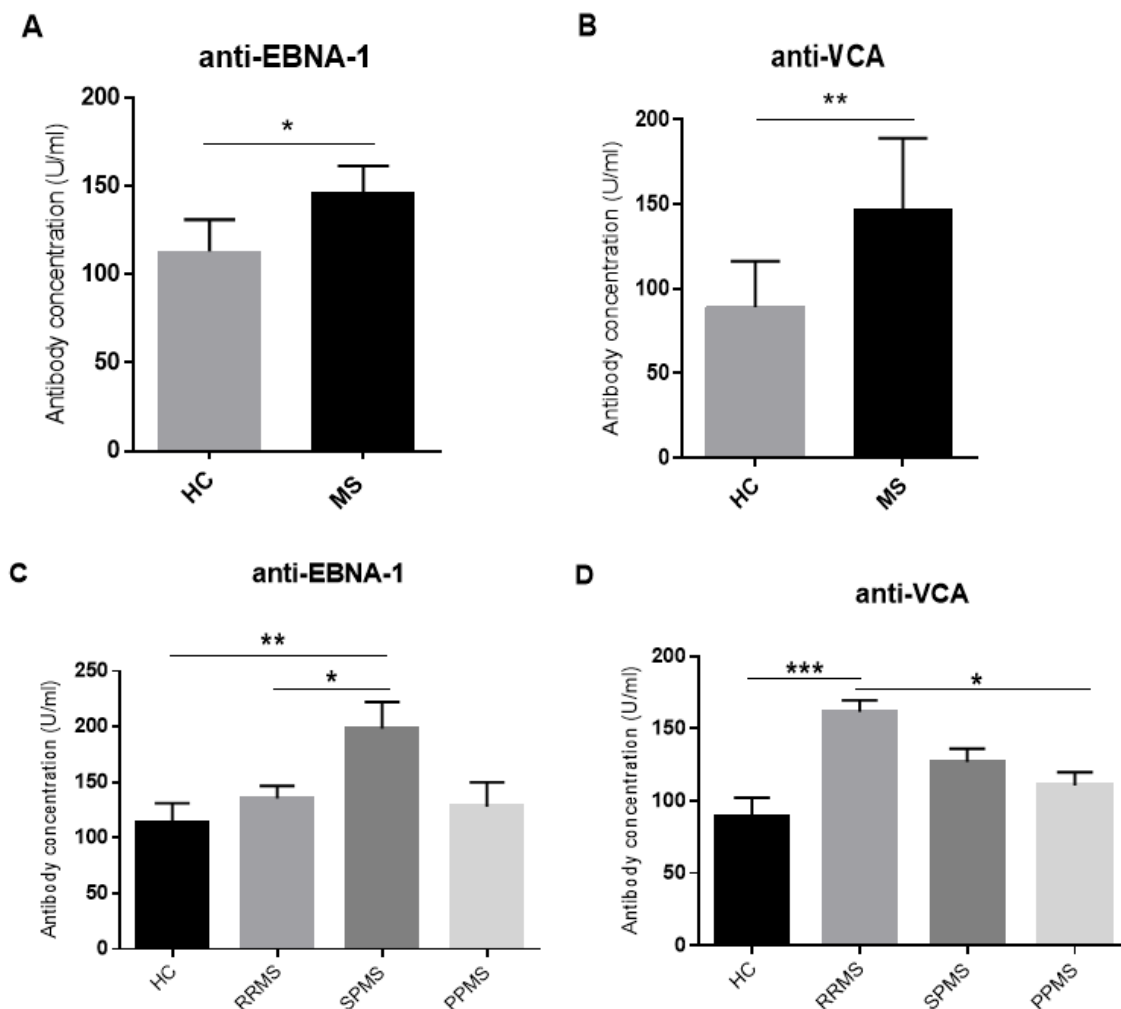 A
anti-EBNA-1
Antibody concentration (U/ml)
200
150
100
50
0
*
HC
MS
B
anti-VCA
Antibody concentration (U/ml)
200
150
100
50
0
**
HC
MS
C
anti-EBNA-1
Antibody concentration (U/ml)
250
200
150
100
50
0
**
*
HC
RRMS
SPMS
PPMS
D
anti-VCA
Antibody concentration (U/ml)
200
150
100
50
0
***
*
HC
RRMS
SPMS
PPMS